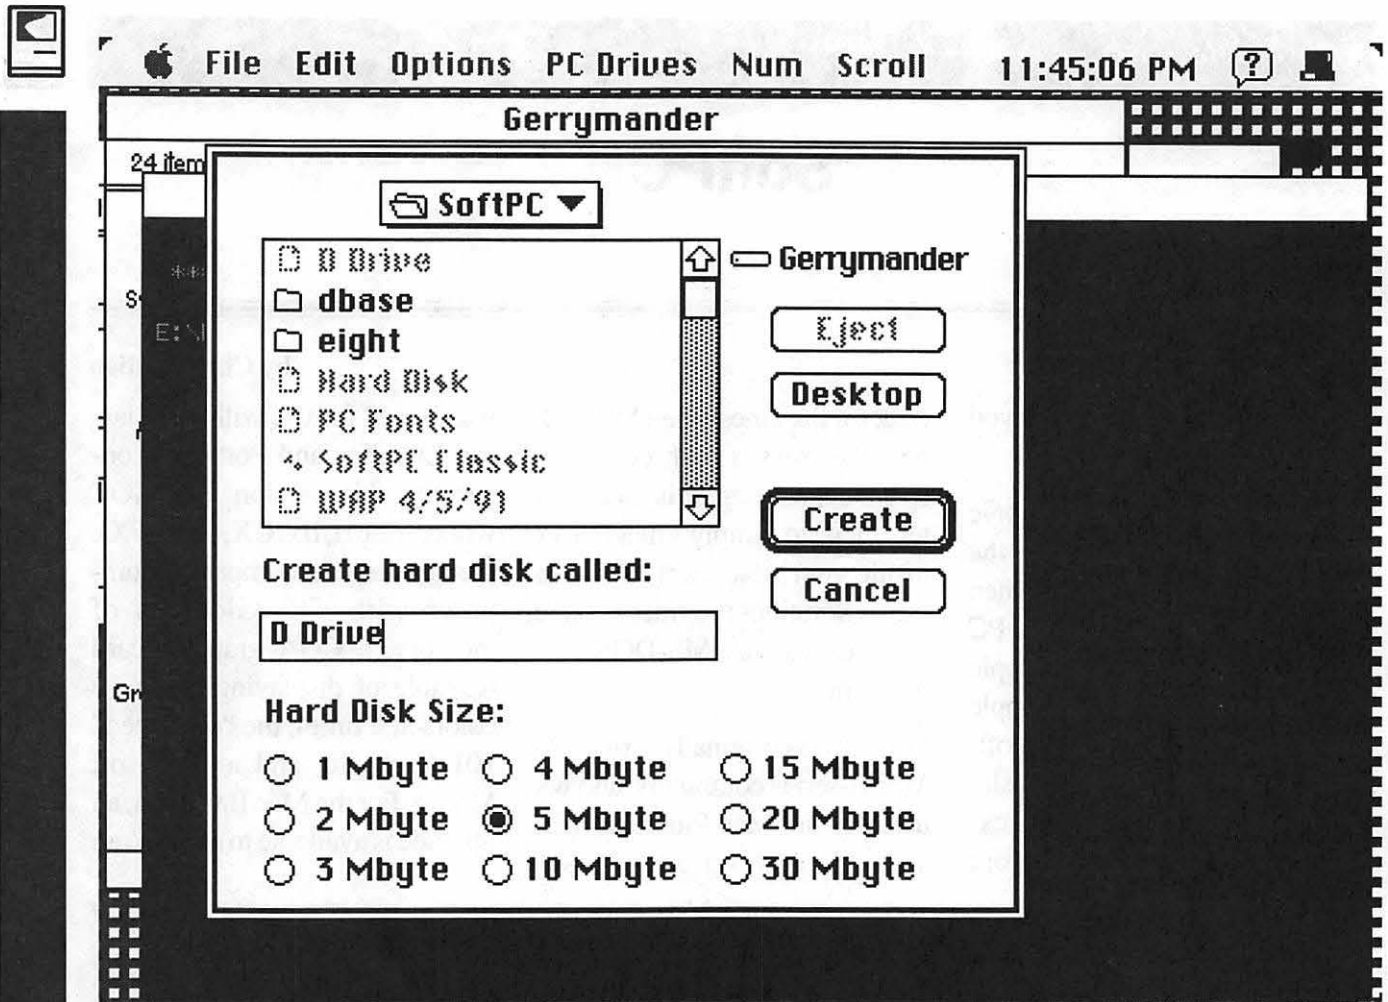 File Edit Options PC Drives Num Scroll 11:45:06 PM
Gerrymander
24 item
SoftPC
D Drive
dbase
eight
Hard Disk
PC Fonts
SoftPC Classic
WAP 4/5/91
Gerrymander
Eject
Desktop
Create
Cancel
E:\
Create hard disk called:
D Drive
Gr
Hard Disk Size:
1 Mbyte 4 Mbyte 15 Mbyte
2 Mbyte 5 Mbyte 20 Mbyte
3 Mbyte 10 Mbyte 30 Mbyte